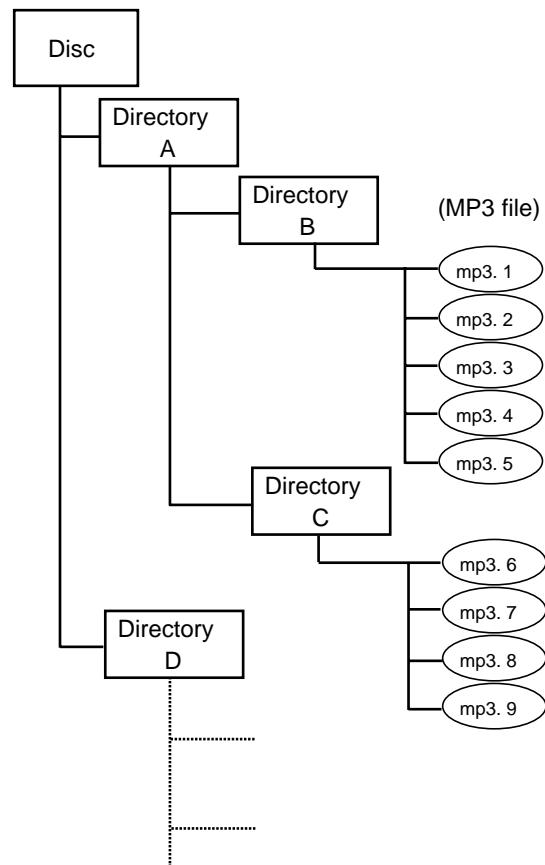 Disc
Directory
A
Directory
B
(MP3 file)
mp3. 1
mp3. 2
mp3. 3
mp3. 4
mp3. 5
Directory
C
mp3. 6
mp3. 7
mp3. 8
mp3. 9
Directory
D